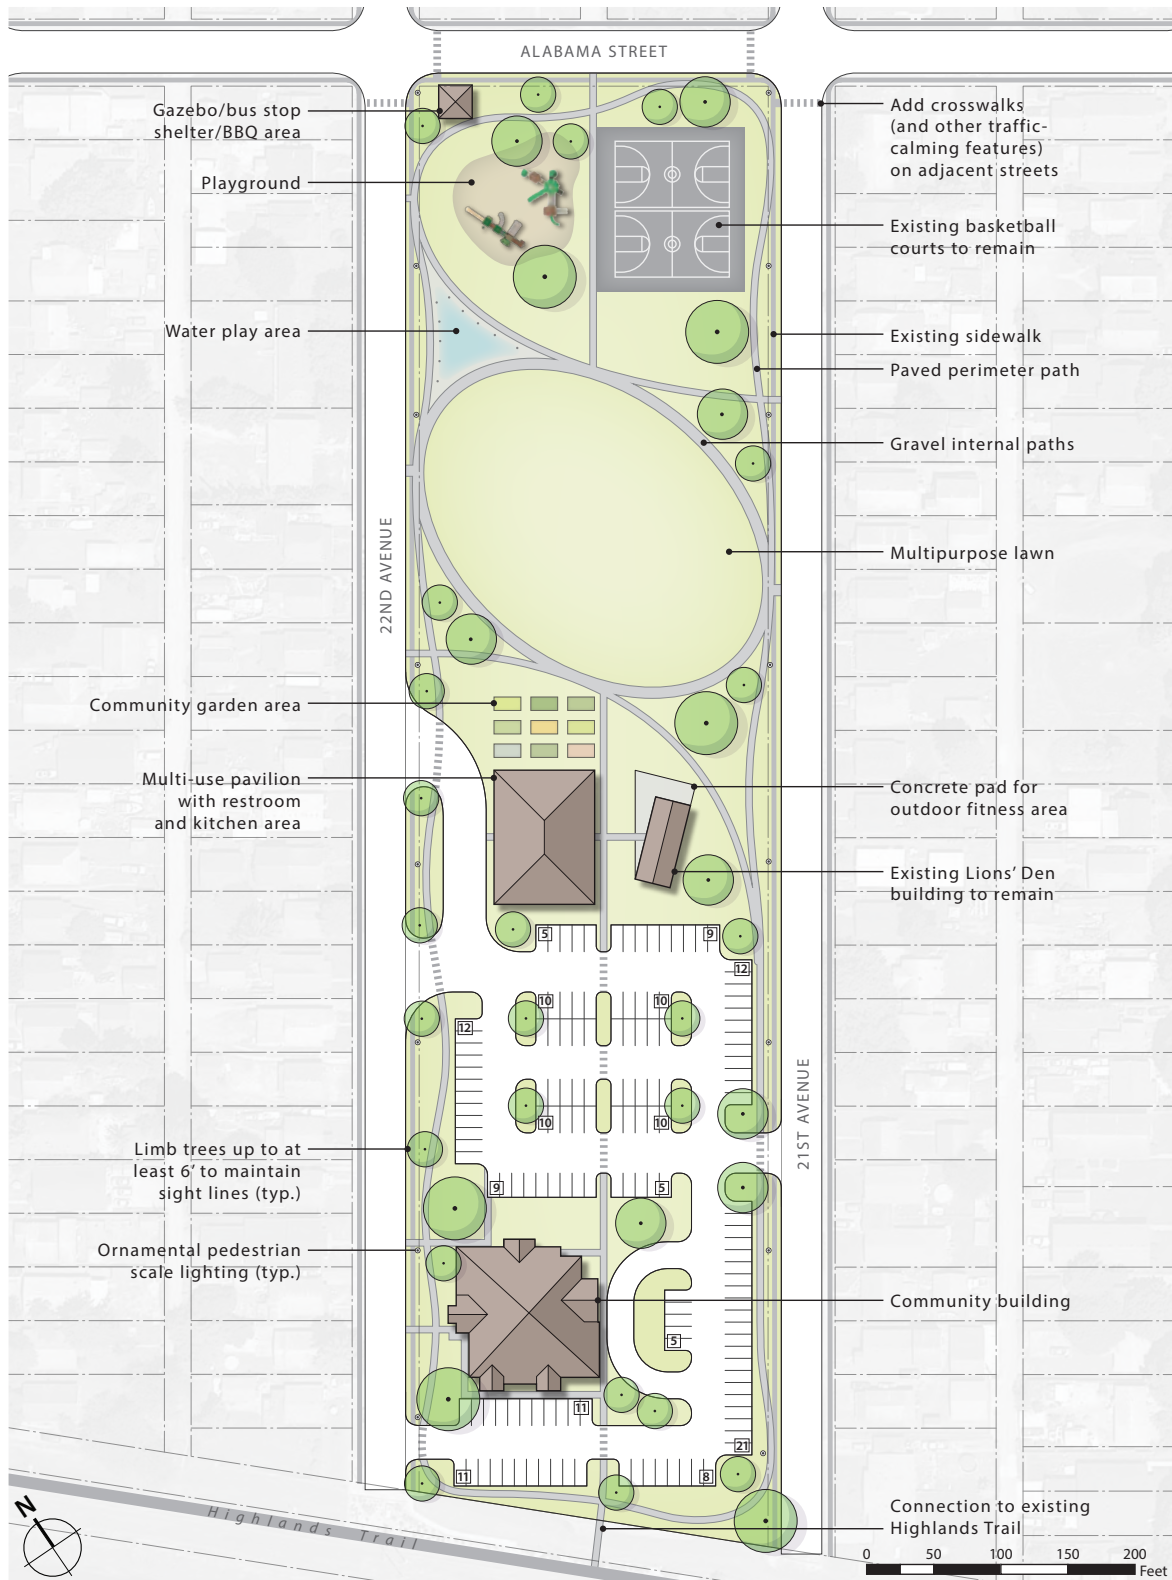 ALABAMA STREET
Gazebo/bus stop
shelter/BBQ area
Playground
Water play area
22ND AVENUE
Community garden area
Multi-use pavilion
with restroom
and kitchen area
Limb trees up to at
least 6' to maintain
sight lines (typ.)
Ornamental pedestrian
scale lighting (typ.)
Add crosswalks
(and other traffic-
calming features)
on adjacent streets
Existing basketball
courts to remain
Existing sidewalk
Paved perimeter path
Gravel internal paths
Multipurpose lawn
Concrete pad for
outdoor fitness area
Existing Lions' Den
building to remain
21ST AVENUE
Community building
Connection to existing
Highlands Trail
5
9
12
10
10
12
10
10
9
5
5
11
21
11
8
Highlands Trail
N
0 50 100 150 200
Feet